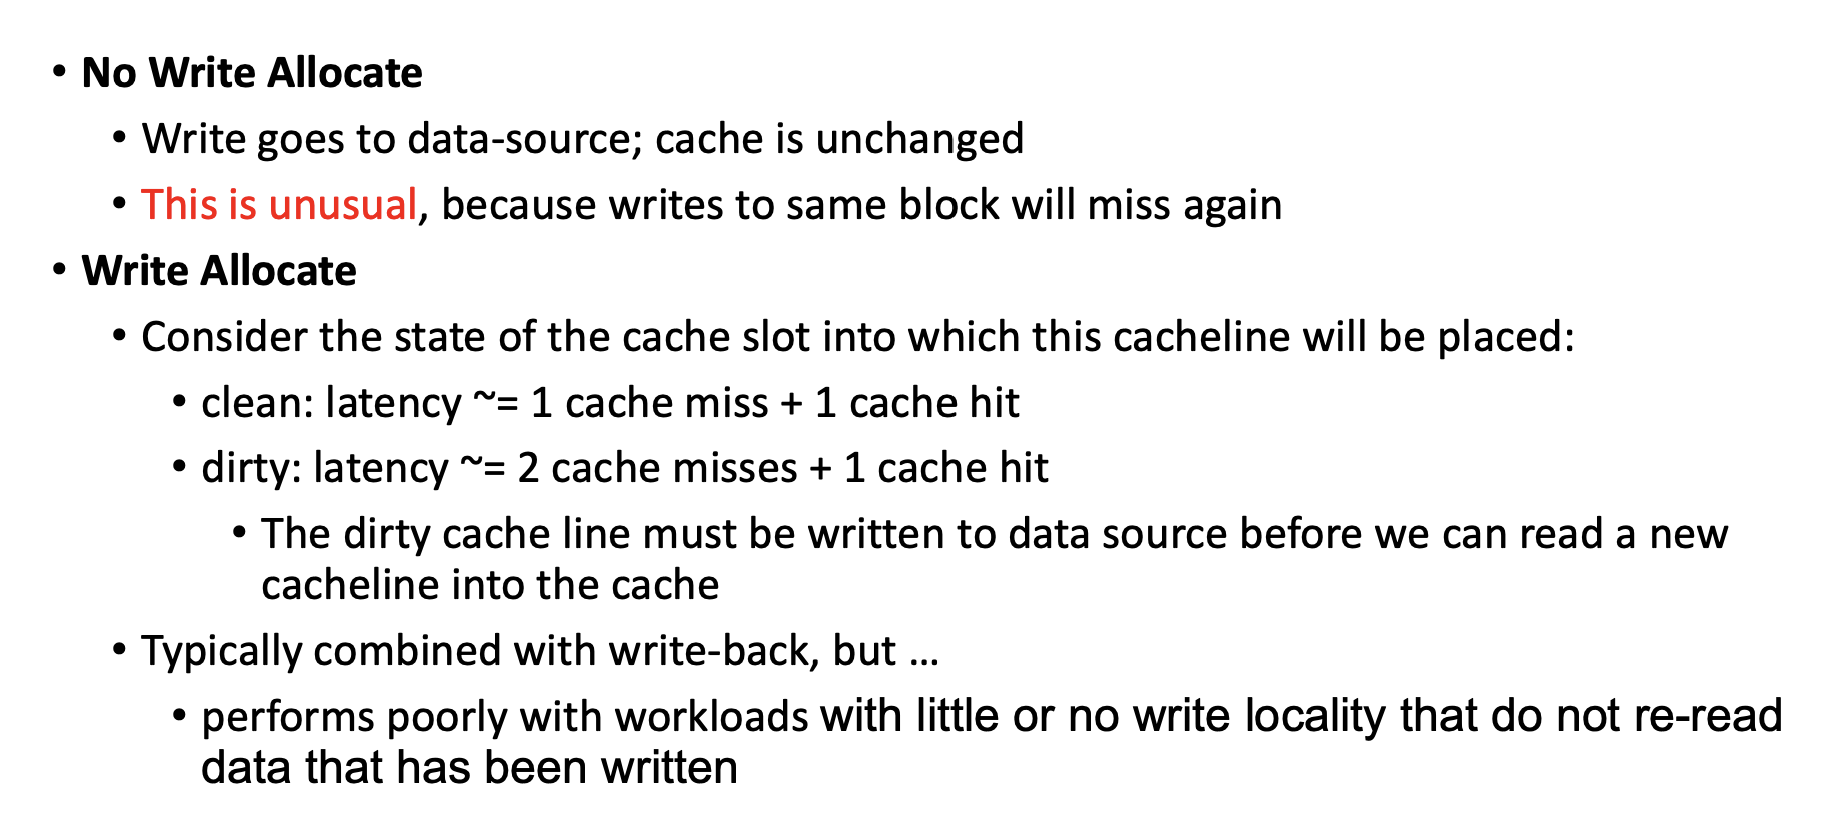 • No Write Allocate
• Write goes to data-source; cache is unchanged
• This is unusual, because writes to same block will miss again
• Write Allocate
• Consider the state of the cache slot into which this cacheline will be placed:
• clean: latency ~= 1 cache miss + 1 cache hit
• dirty: latency ~= 2 cache misses + 1 cache hit
• The dirty cache line must be written to data source before we can read a new
cacheline into the cache
• Typically combined with write-back, but ...
• performs poorly with workloads with little or no write locality that do not re-read
data that has been written